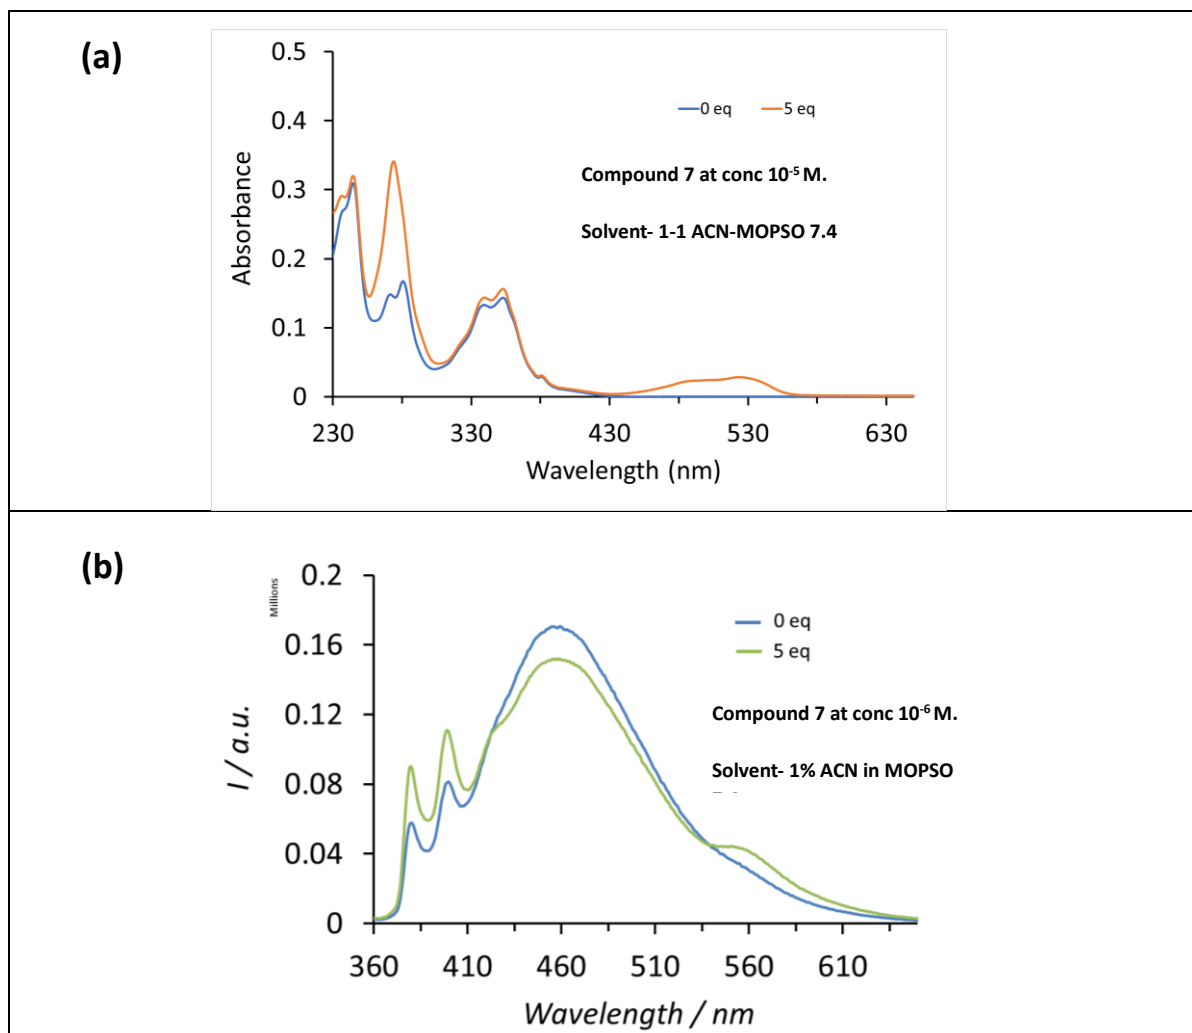 (a)
0.5
0.4
0.3
0.2
0.1
0
Absorbance
0 eq 5 eq
Compound 7 at conc 10⁻⁵ M.
Solvent- 1-1 ACN-MOPSO 7.4
230 330 430 530 630
Wavelength (nm)
(b)
Millions
0.2
0.16
0.12
0.08
0.04
0
I / a.u.
0 eq
5 eq
Compound 7 at conc 10⁻⁶ M.
Solvent- 1% ACN in MOPSO
360 410 460 510 560 610
Wavelength / nm